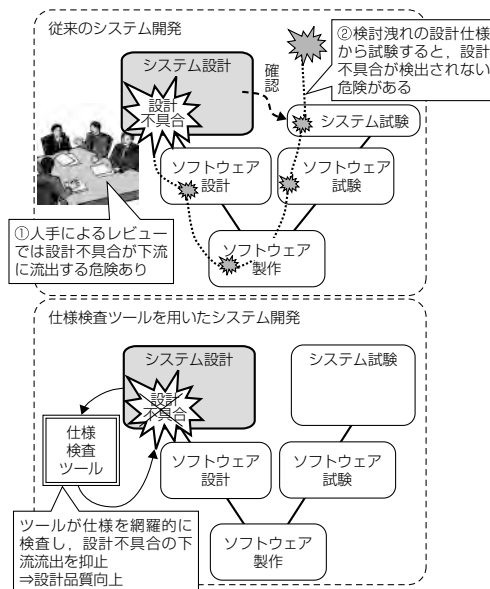 従来のシステム開発
システム設計
設計
不具合
確認
②検討洩れの設計仕様
から試験すると，設計
不具合が検出されない
危険がある
システム試験
ソフトウェア
設計
ソフトウェア
試験
①人手によるレビュー
では設計不具合が下流
に流出する危険あり
ソフトウェア
製作
仕様検査ツールを用いたシステム開発
システム設計
設計
不具合
システム試験
仕様
検査
ツール
ソフトウェア
設計
ソフトウェア
試験
ツールが仕様を網羅的に
検査し，設計不具合の下
流流出を抑止
⇒設計品質向上
ソフトウェア
製作